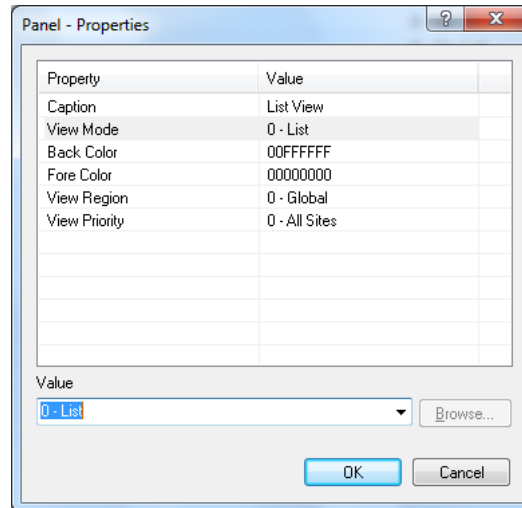 Panel - Properties
?
X
Property Value
Caption List View
View Mode 0 - List
Back Color 00FFFFFF
Fore Color 00000000
View Region 0 - Global
View Priority 0 - All Sites
Value
0 - List
Browse...
OK Cancel